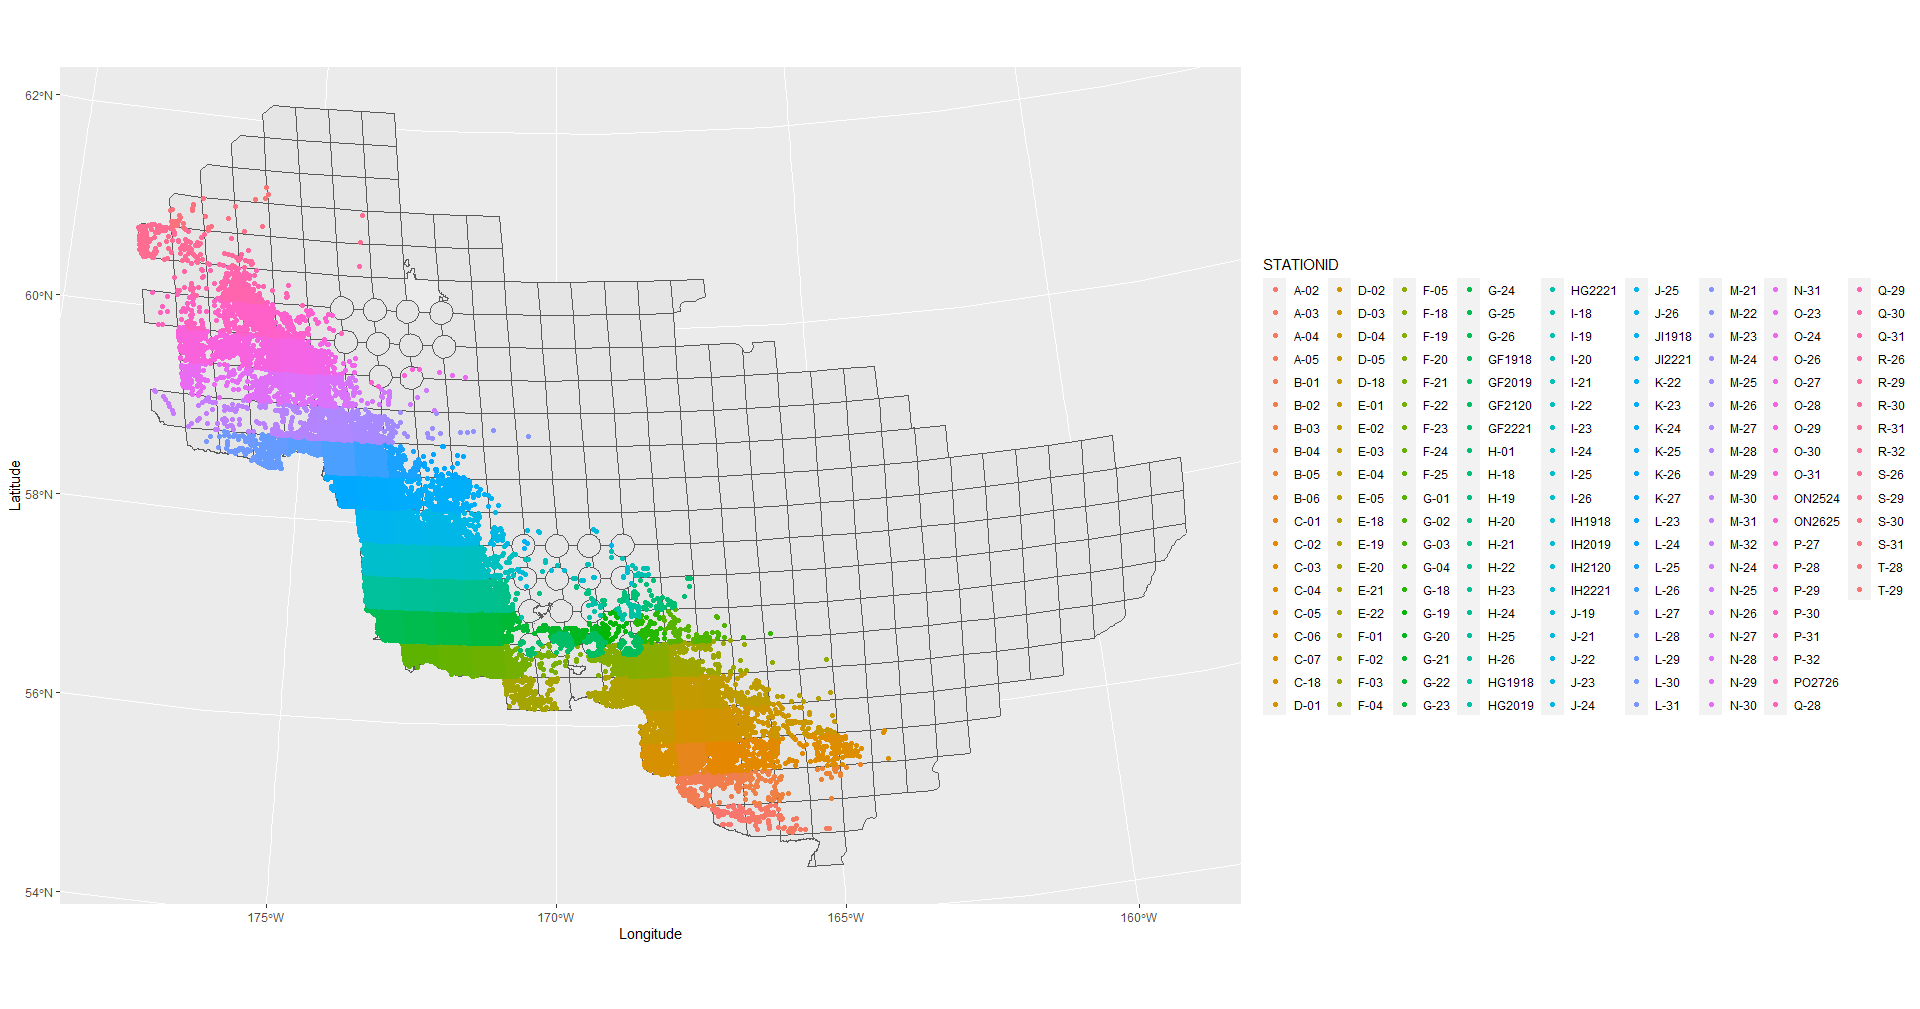 62°N
60°N
58°N
56°N
54°N
Latitude
175°W
170°W
165°W
160°W
Longitude
STATIONID
A-02
A-03
A-04
A-05
B-01
B-02
B-03
B-04
B-05
B-06
C-01
C-02
C-03
C-04
C-05
C-06
C-07
C-18
D-01
D-02
D-03
D-04
D-05
D-18
E-01
E-02
E-03
E-04
E-05
E-18
E-19
E-20
E-21
E-22
F-01
F-02
F-03
F-04
F-05
F-18
F-19
F-20
F-21
F-22
F-23
F-24
F-25
G-01
G-02
G-03
G-04
G-18
G-19
G-20
G-21
G-22
G-23
G-24
G-25
G-26
GF1918
GF2019
GF2120
GF2221
H-01
H-18
H-19
H-20
H-21
H-22
H-23
H-24
H-25
H-26
HG1918
HG2019
HG2221
I-18
I-19
I-20
I-21
I-22
I-23
I-24
I-25
I-26
IH1918
IH2019
IH2120
IH2221
J-19
J-21
J-22
J-23
J-24
J-25
J-26
JI1918
JI2221
K-22
K-23
K-24
K-25
K-26
K-27
L-23
L-24
L-25
L-26
L-27
L-28
L-29
L-30
L-31
M-21
M-22
M-23
M-24
M-25
M-26
M-27
M-28
M-29
M-30
M-31
M-32
N-24
N-25
N-26
N-27
N-28
N-29
N-30
N-31
O-23
O-24
O-26
O-27
O-28
O-29
O-30
O-31
ON2524
ON2625
P-27
P-28
P-29
P-30
P-31
P-32
PO2726
Q-28
Q-29
Q-30
Q-31
R-26
R-29
R-30
R-31
R-32
S-26
S-29
S-30
S-31
T-28
T-29